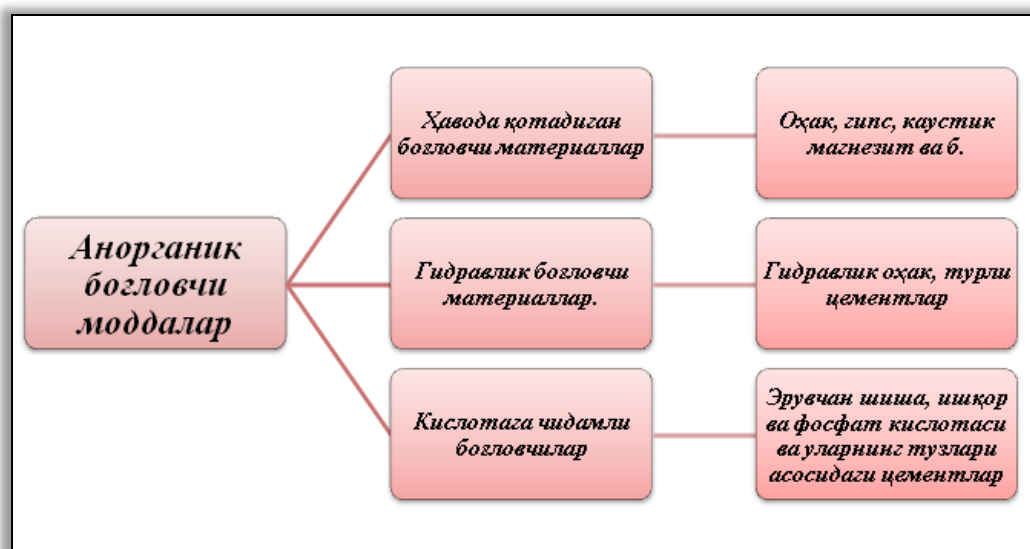 Анорганик
боғловчи
моддалар
Ҳавода қотадиган
боғловчи материаллар
Оҳак, гипс, каустик
магнезит ва б.
Гидравлик боғловчи
материаллар.
Гидравлик оҳак, турли
цементлар
Кислотага чидамли
боғловчилар
Эрувчан шиша, ишқор
ва фосфат кислотаси
ва уларнинг тузлари
асосидаги цементлар